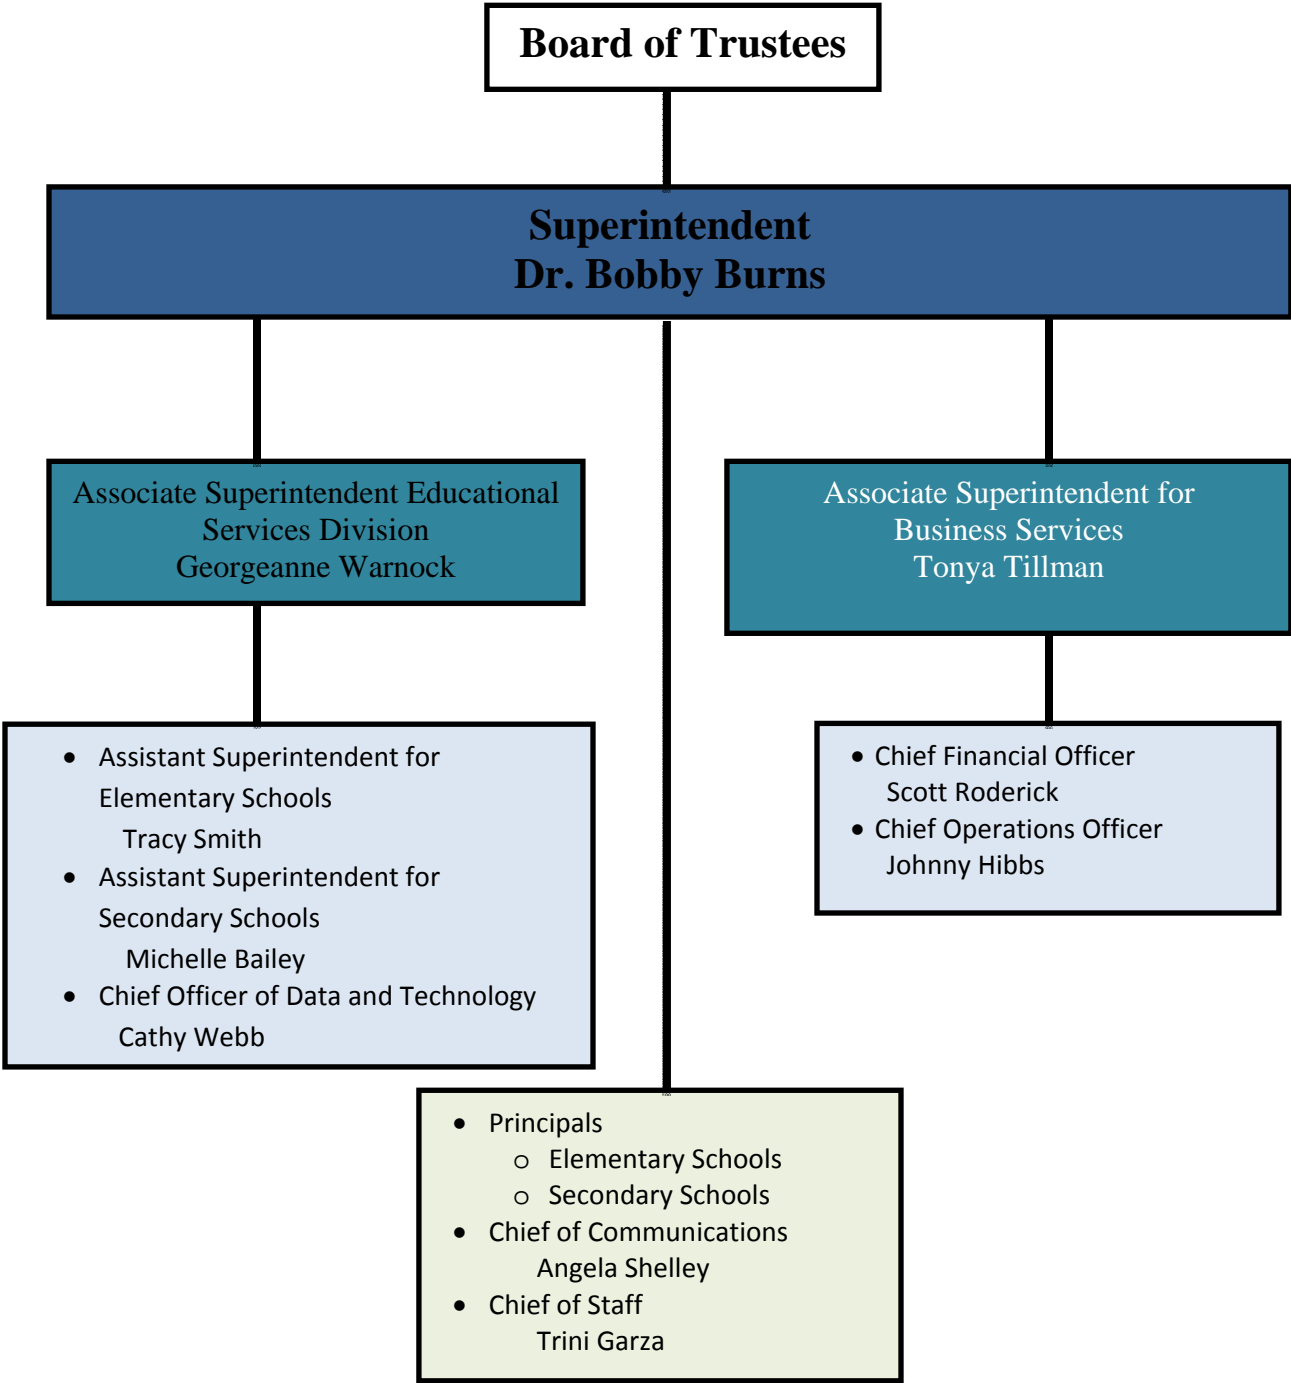 Board of Trustees
Superintendent
Dr. Bobby Burns
Associate Superintendent Educational
Services Division
Georgeanne Warnock
Associate Superintendent for
Business Services
Tonya Tillman
• Assistant Superintendent for
Elementary Schools
Tracy Smith
• Assistant Superintendent for
Secondary Schools
Michelle Bailey
• Chief Officer of Data and Technology
Cathy Webb
• Chief Financial Officer
Scott Roderick
• Chief Operations Officer
Johnny Hibbs
• Principals
o Elementary Schools
o Secondary Schools
• Chief of Communications
Angela Shelley
• Chief of Staff
Trini Garza